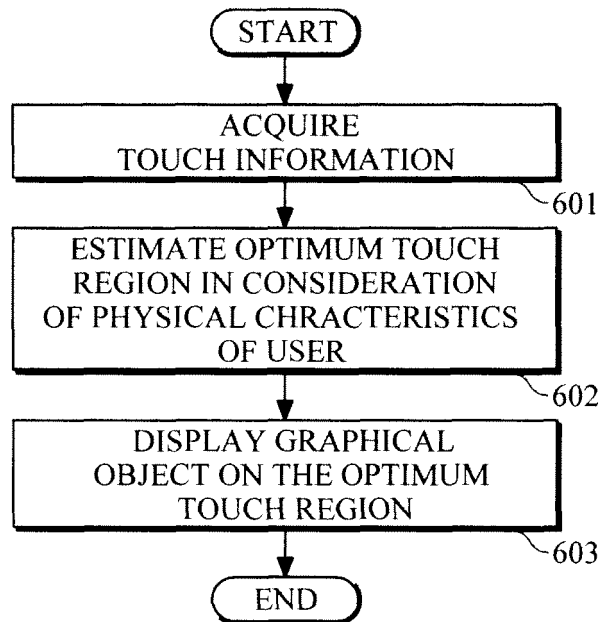 START
ACQUIRE
TOUCH INFORMATION
601
ESTIMATE OPTIMUM TOUCH
REGION IN CONSIDERATION
OF PHYSICAL CHRACTERISTICS
OF USER
602
DISPLAY GRAPHICAL
OBJECT ON THE OPTIMUM
TOUCH REGION
603
END